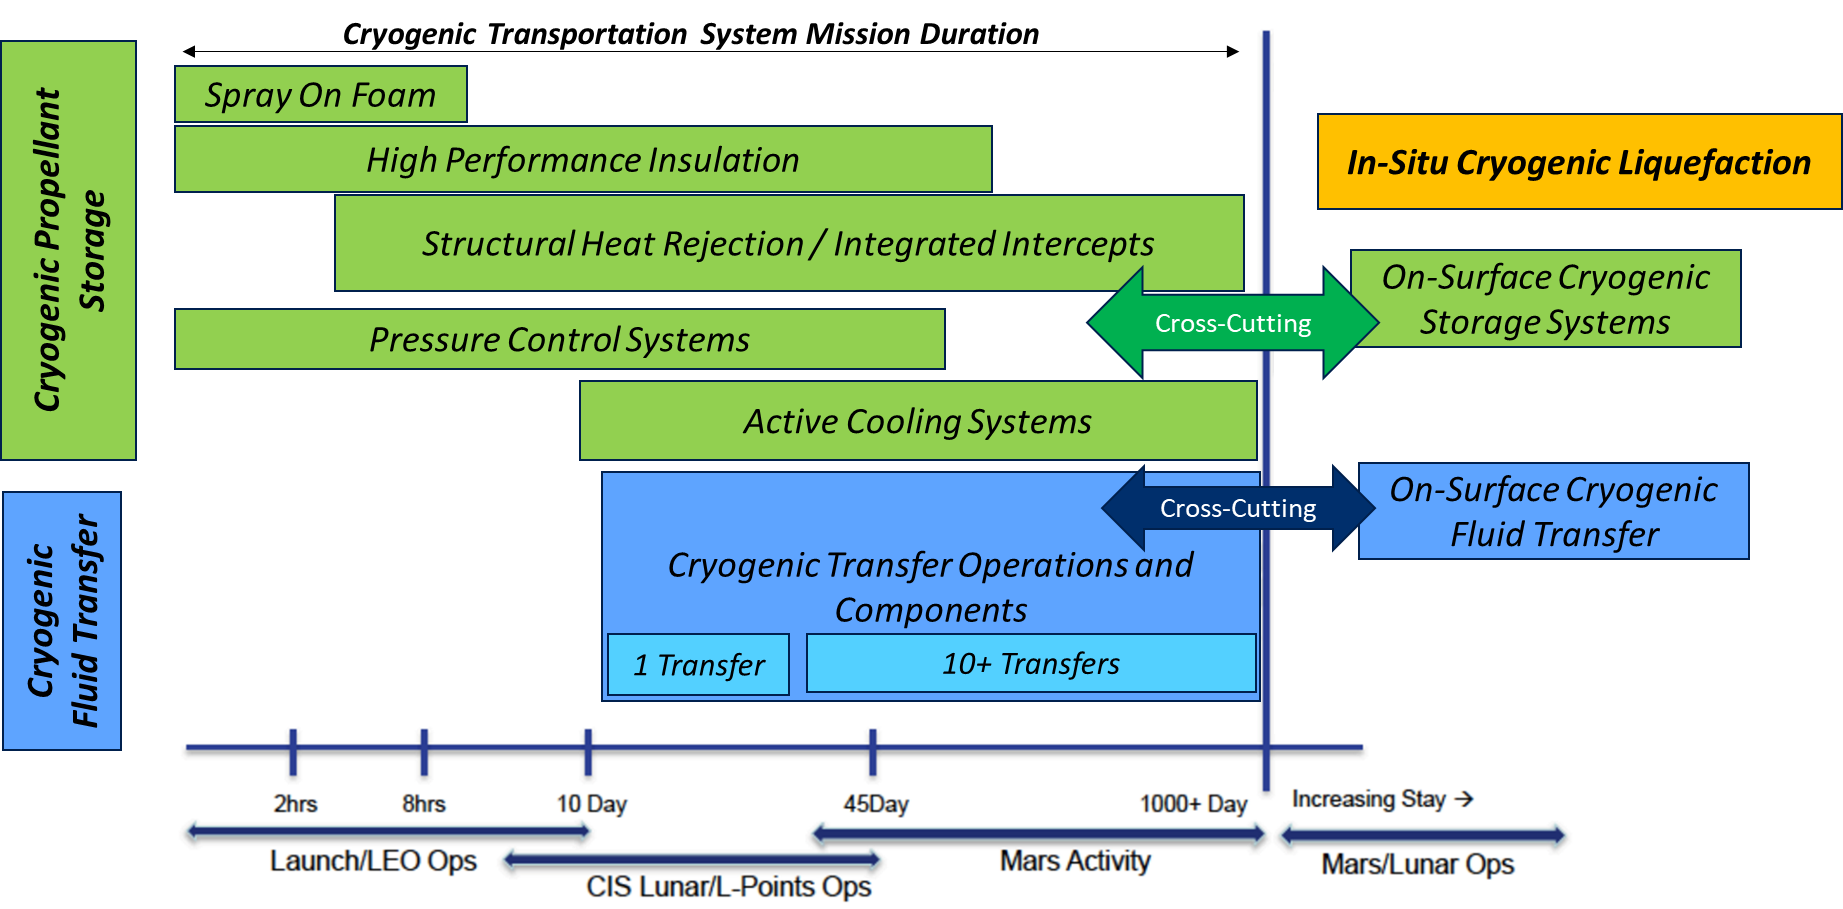 Cryogenic Transportation System Mission Duration
Cryogenic Propellant
Storage
Spray On Foam
High Performance Insulation
Structural Heat Rejection / Integrated Intercepts
Pressure Control Systems
Active Cooling Systems
In-Situ Cryogenic Liquefaction
Cross-Cutting
On-Surface Cryogenic
Storage Systems
Cryogenic
Fluid Transfer
Cross-Cutting
On-Surface Cryogenic
Fluid Transfer
Cryogenic Transfer Operations and
Components
1 Transfer
10+ Transfers
2hrs
8hrs
10 Day
45Day
1000+ Day
Increasing Stay →
Launch/LEO Ops
CIS Lunar/L-Points Ops
Mars Activity
Mars/Lunar Ops